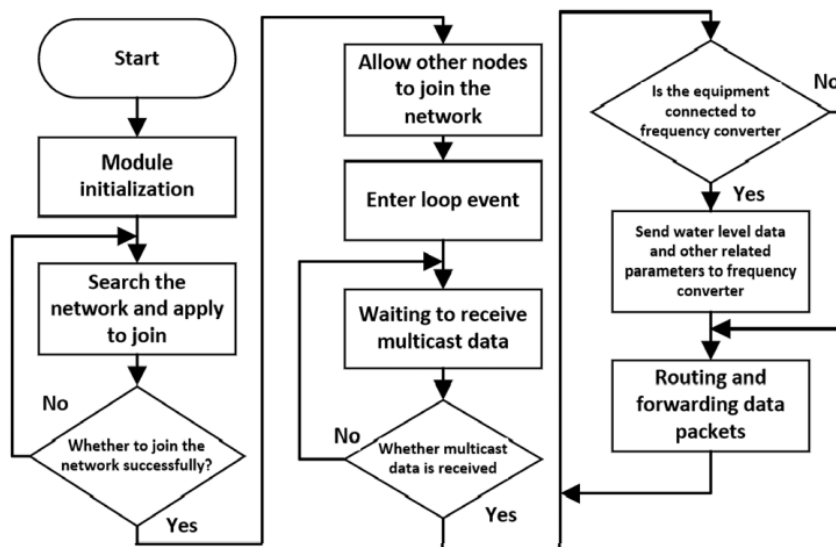 Start
Module
initialization
Search the
network and apply
to join
No
Whether to join the
network successfully?
Yes
Allow other nodes
to join the
network
Enter loop event
Waiting to receive
multicast data
No
Whether multicast
data is received
Yes
Is the equipment
connected to
frequency converter
No
Yes
Send water level data
and other related
parameters to frequency
converter
Routing and
forwarding data
packets